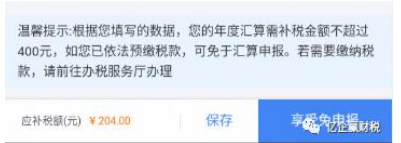 温馨提示:根据您填写的数据，您的年度汇算需补税金额不超过
400元，如您已依法预缴税款，可免于汇算申报。若需要缴纳税
款，请前往办税服务厅办理
应补税额(元) ￥204.00 保存 享受免申报
亿企赢财税